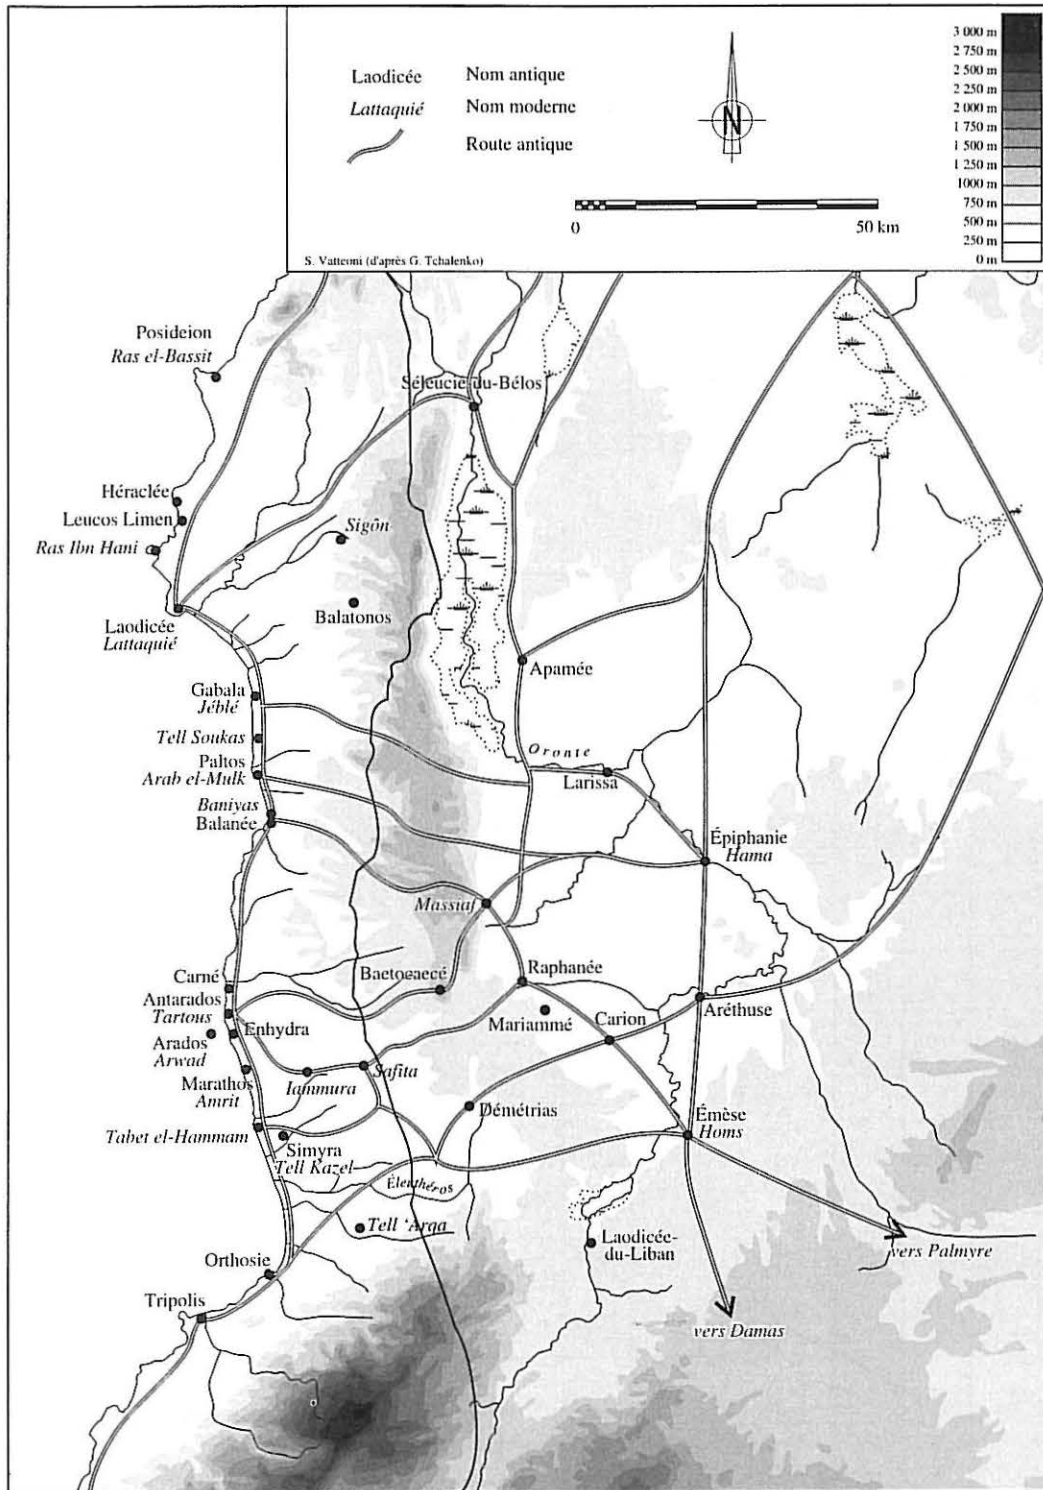 Laodicée Nom antique
Lattaquié Nom moderne
Route antique
N
0 50 km
3 000 m
2 750 m
2 500 m
2 250 m
2 000 m
1 750 m
1 500 m
1 250 m
1000 m
750 m
500 m
250 m
0 m
S. Vatteoni (d'après G. Tchalenko)
Posideion
Ras el-Bassit
Séleucie-du-Bélos
Héraclée
Leucos Limen
Ras Ibn Hani
Sigôn
Balatonos
Laodicée
Lattaquié
Apamée
Gabala
Jéblé
Tell Soukas
Paltos
Arab el-Mulk
Oronte
Larissa
Baniyas
Balanée
Épiphanie
Hama
Massiaf
Carné
Baetocaecé
Raphanée
Antarados
Tartous
Enhydra
Mariammé
Aréthuse
Arados
Arwad
Carion
Marathos
Amrit
Iammura
Safita
Démétrias
Tabet el-Hammam
Simyra
Tell Kazel
Émèse
Homs
Éleuthéros
Tell ‘Arqa
Laodicée-
du-Liban
vers Palmyre
Orthosie
Tripolis
vers Damas